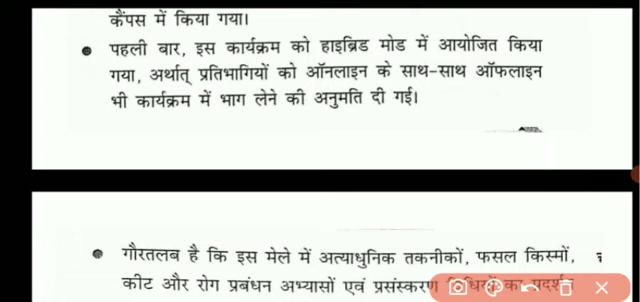 कैंपस में किया गया।
पहली बार, इस कार्यक्रम को हाइब्रिड मोड में आयोजित किया
गया, अर्थात् प्रतिभागियों को ऑनलाइन के साथ-साथ ऑफलाइन
भी कार्यक्रम में भाग लेने की अनुमति दी गई।
गौरतलब है कि इस मेले में अत्याधुनिक तकनीकों, फसल किस्मों,
कीट और रोग प्रबंधन अभ्यासों एवं प्रसंस्करण का